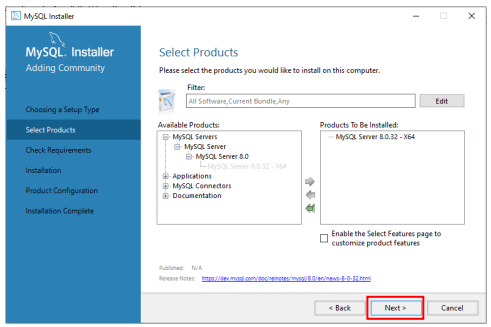 MySQL Installer
MySQL. Installer
Adding Community
Choosing a Setup Type
Select Products
Check Requirements
Installation
Product Configuration
Installation Complete
Select Products
Please select the products you would like to install on this computer.
Filter:
All Software,Current Bundle,Any
Edit
Available Products:
MySQL Servers
MySQL Server
MySQL Server 8.0
MySQL Server 8.0.32 - X64
Applications
MySQL Connectors
Documentation
Products To Be Installed:
MySQL Server 8.0.32 - X64
Enable the Select Features page to
customize product features
Published: N/A
Release Notes: https://dev.mysql.com/doc/relnotes/mysql/8.0/en/news-8-0-32.html
< Back
Next >
Cancel